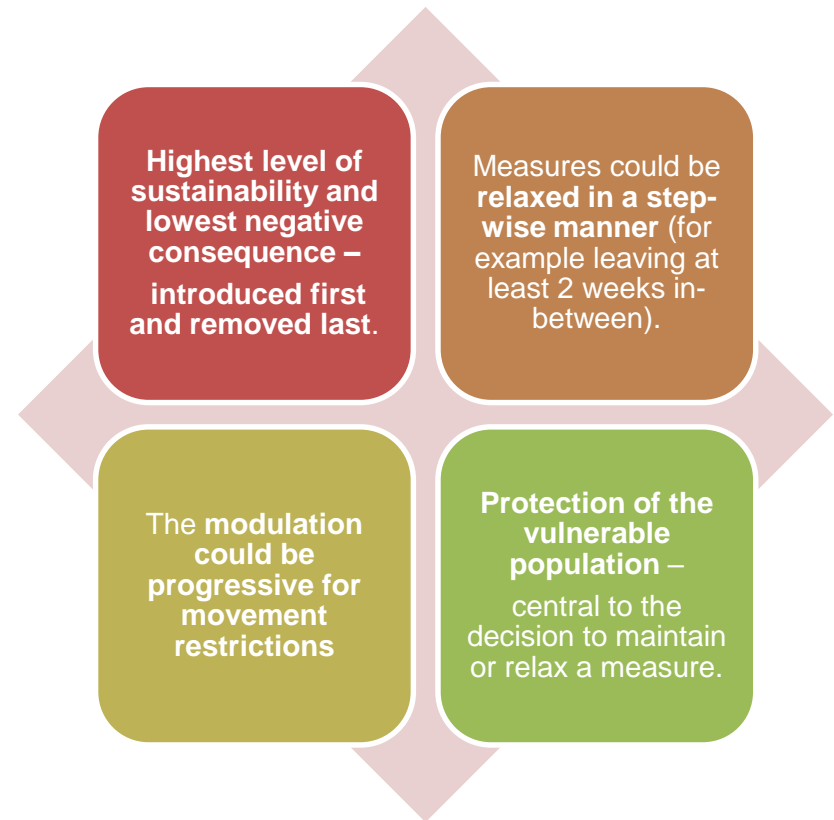 Highest level of
sustainability and
lowest negative
consequence –
introduced first
and removed last.
Measures could be
relaxed in a step-
wise manner (for
example leaving at
least 2 weeks in-
between).
The modulation
could be
progressive for
movement
restrictions
Protection of the
vulnerable
population –
central to the
decision to maintain
or relax a measure.